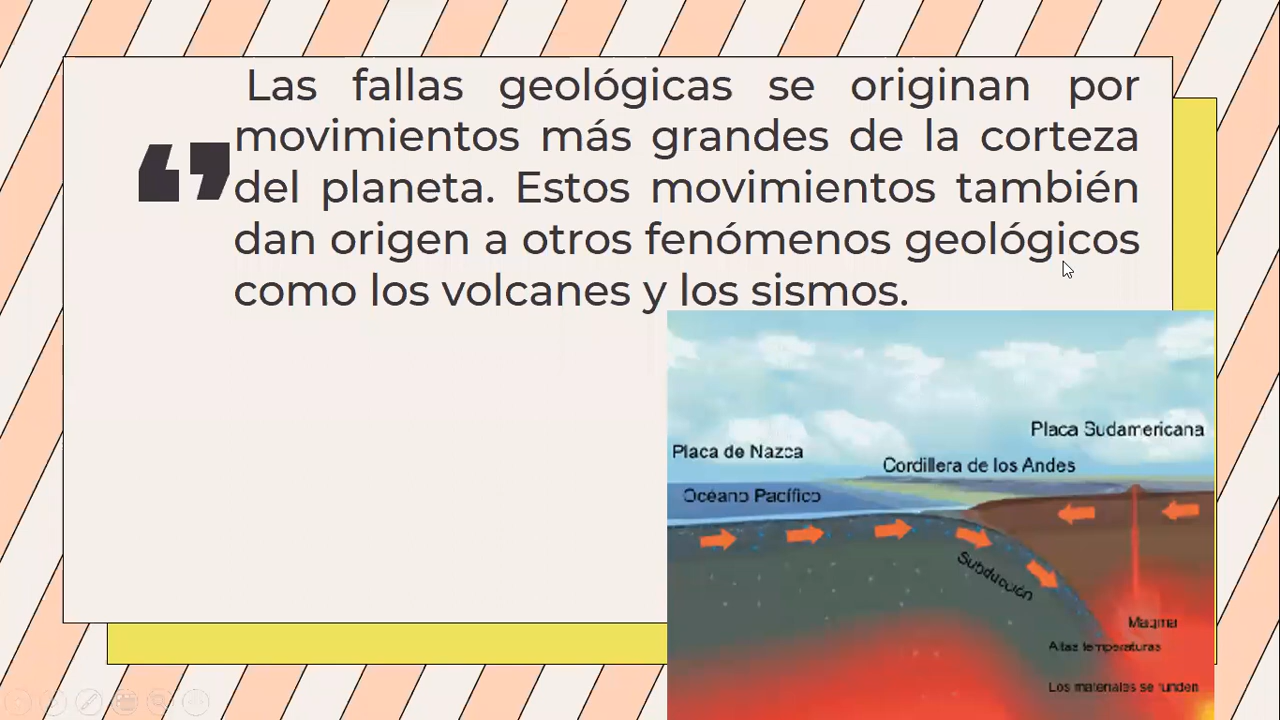 Las fallas geológicas se originan por
movimientos más grandes de la corteza
del planeta. Estos movimientos también
dan origen a otros fenómenos geológicos
como los volcanes y los sismos.
Placa Sudamericana
Placa de Nazca
Cordillera de los Andes
Océano Pacífico
Subducción
Magma
Altas temperaturas
Los materiales se funden